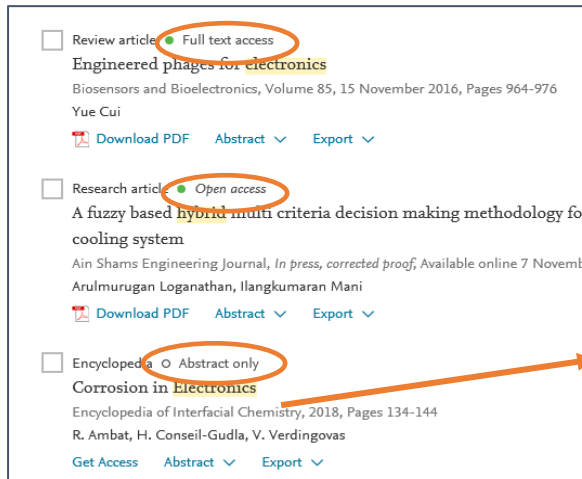 Review article Full text access
Engineered phages for electronics
Biosensors and Bioelectronics, Volume 85, 15 November 2016, Pages 964-976
Yue Cui
Download PDF Abstract Export
Research article Open access
A fuzzy based hybrid multi criteria decision making methodology fo
cooling system
Ain Shams Engineering Journal, In press, corrected proof, Available online 7 Novemb
Arulmurugan Loganathan, Ilangkumaran Mani
Download PDF Abstract Export
Encyclopedia Abstract only
Corrosion in Electronics
Encyclopedia of Interfacial Chemistry, 2018, Pages 134-144
R. Ambat, H. Conseil-Gudla, V. Verdingovas
Get Access Abstract Export